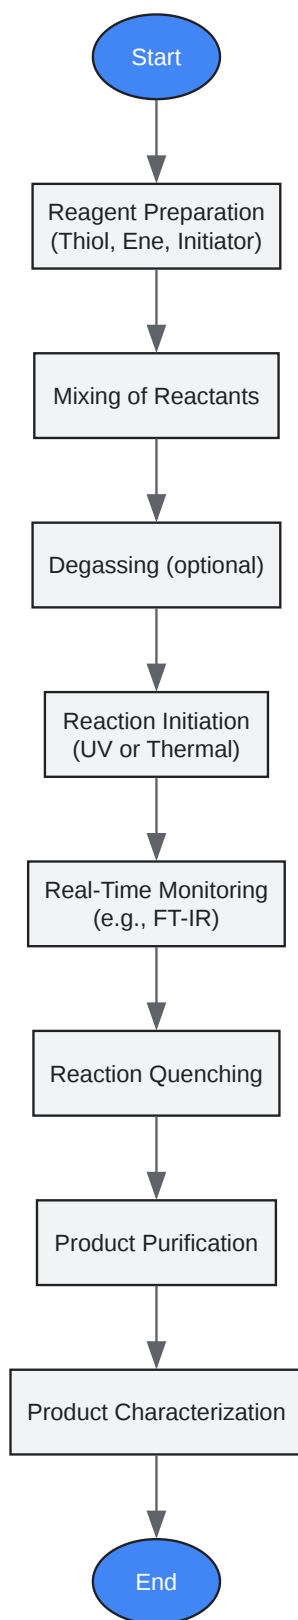 Start
Reagent Preparation
(Thiol, Ene, Initiator)
Mixing of Reactants
Degassing (optional)
Reaction Initiation
(UV or Thermal)
Real-Time Monitoring
(e.g., FT-IR)
Reaction Quenching
Product Purification
Product Characterization
End